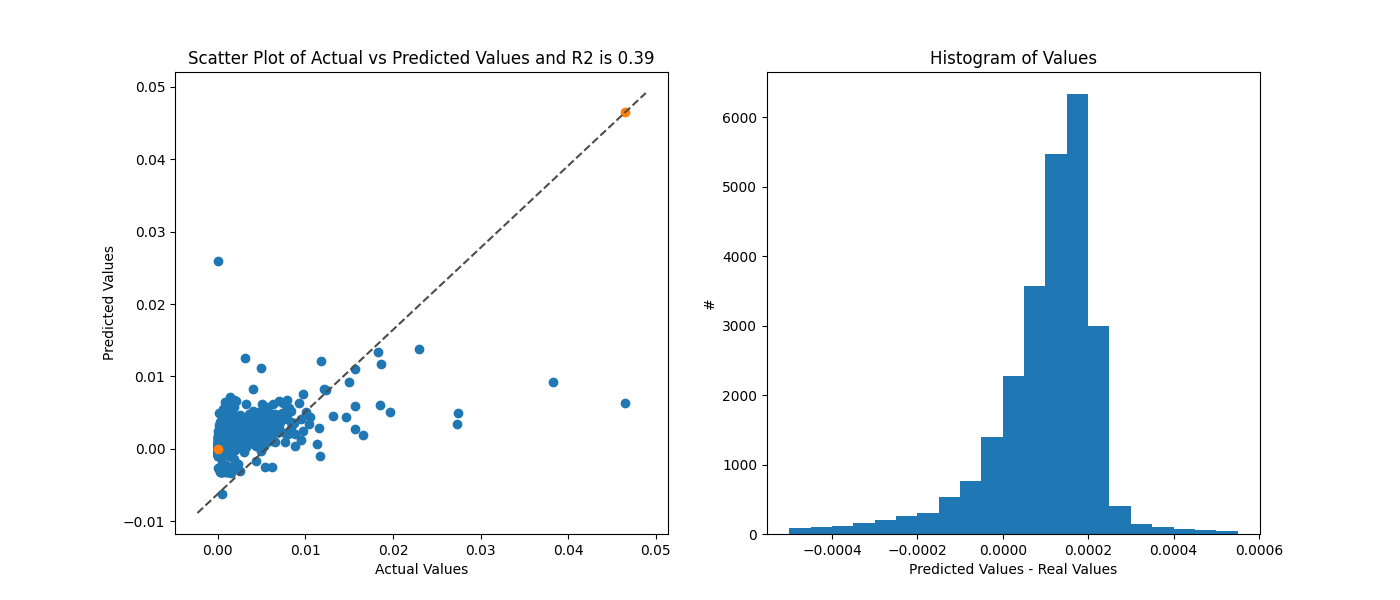 Scatter Plot of Actual vs Predicted Values and R2 is 0.39
0.05
0.04
0.03
0.02
0.01
0.00
−0.01
Predicted Values
0.00 0.01 0.02 0.03 0.04 0.05
Actual Values
Histogram of Values
6000
5000
4000
3000
2000
1000
0
#
−0.0004 −0.0002 0.0000 0.0002 0.0004 0.0006
Predicted Values - Real Values